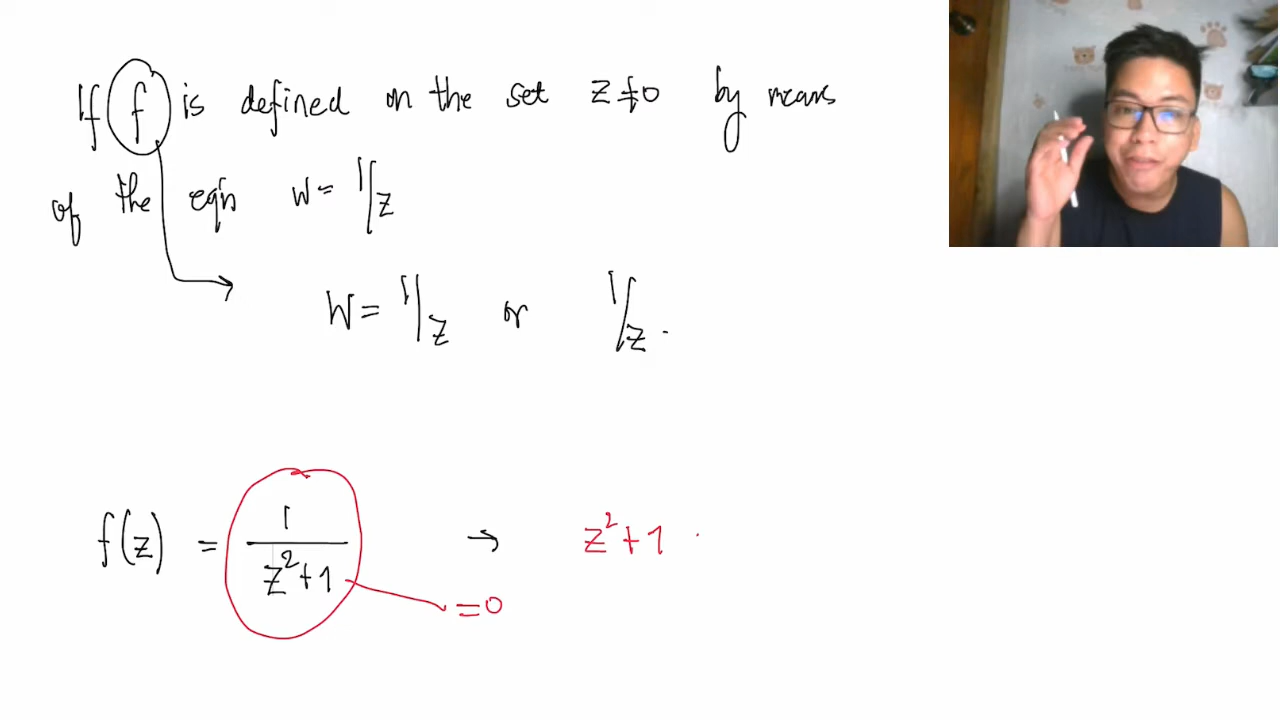 If f is defined on the set z≠0 by means
of the eqn w= 1/z
W= 1/z or 1/z.
f(z) = 1/(z²+1) → z²+1
=0